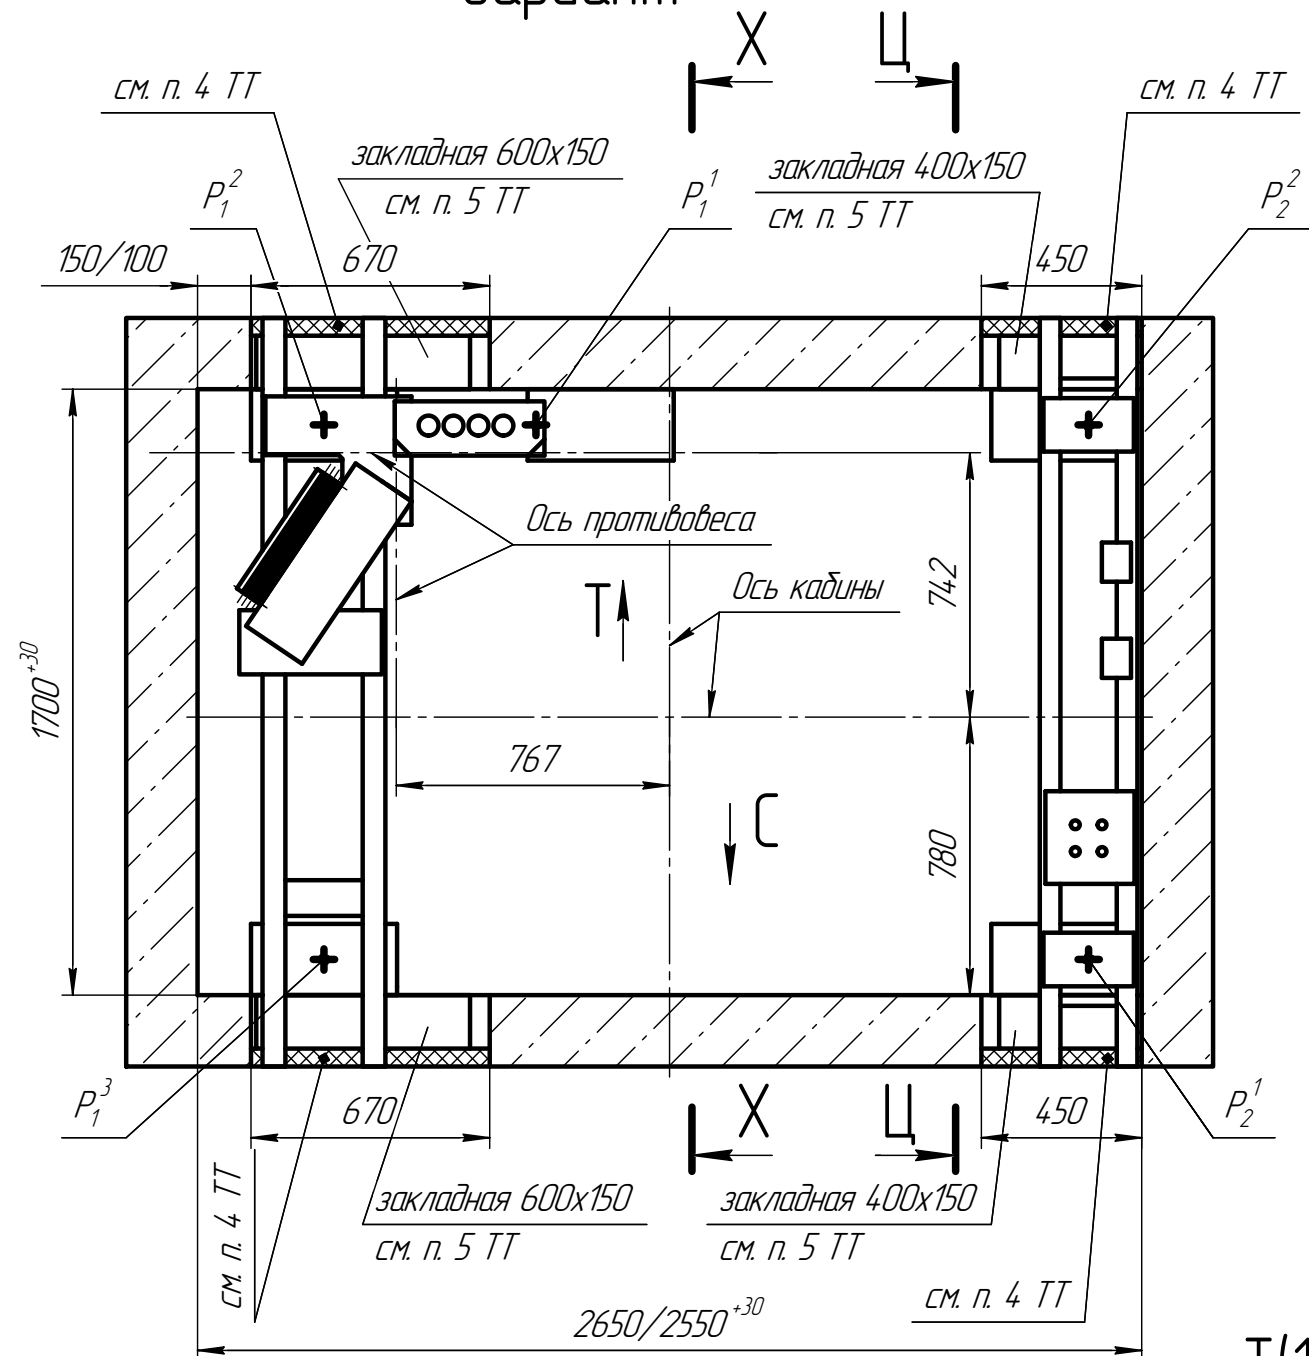 вариант
Х Ц
см. п. 4 ТТ
см. п. 4 ТТ
закладная 600х150
см. п. 5 ТТ
закладная 400х150
см. п. 5 ТТ
P₁²
P₁¹
P₂²
150/100
670
450
Ось противовеса
Т
Ось кабины
742
1700⁺³⁰
767
С
780
P₁³
670
Х Ц
450
P₂¹
см. п. 4 ТТ
закладная 600х150
см. п. 5 ТТ
закладная 400х150
см. п. 5 ТТ
см. п. 4 ТТ
2650/2550⁺³⁰